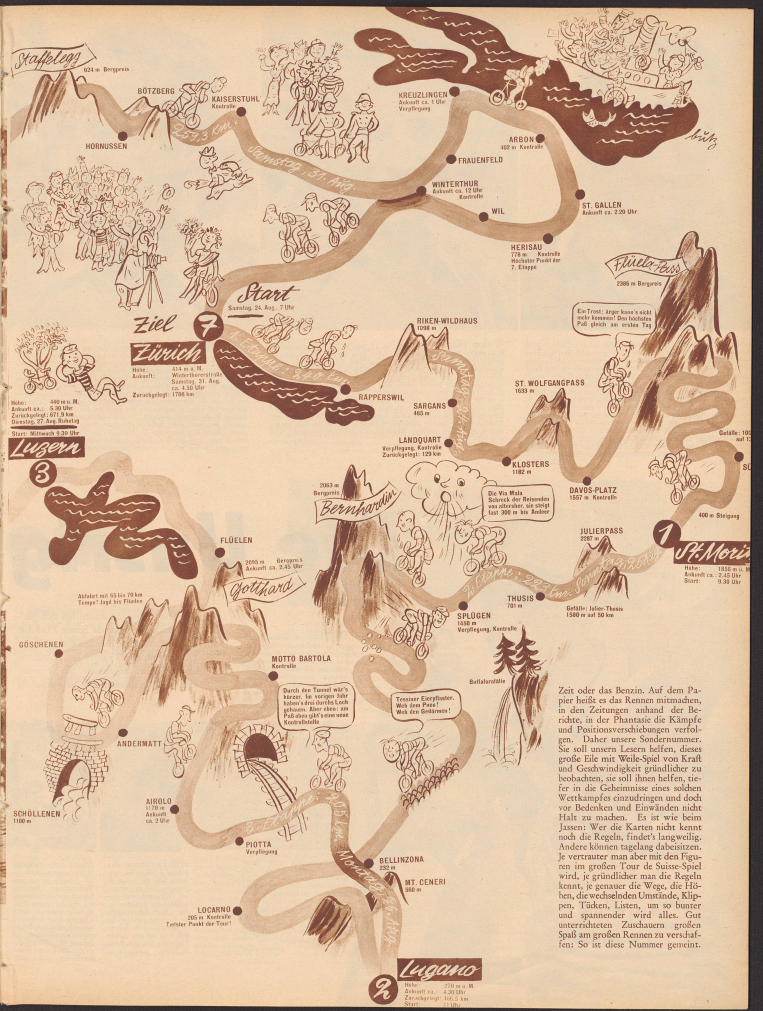 Staffelegg
624 m Bergpreis
BÖTZBERG
KAISERSTUHL
Kontrolle
HORNUSSEN
257,3 Km.
Samstag, 31. Aug.
KREUZLINGEN
Ankunft ca. 1 Uhr
Verpflegung
ARBON
402 m Kontrolle
bütz
FRAUENFELD
WINTERTHUR
Ankunft ca. 12 Uhr
Kontrolle
WIL
ST. GALLEN
Ankunft ca. 2.20 Uhr
HERISAU
778 m Kontrolle
Höchster Punkt der
7. Etappe
Flüela-Pass
2386 m Bergpreis
Start
Samstag, 24. Aug., 7 Uhr
Ziel
7
Zürich
Höhe: 414 m ü. M.
Ankunft: Winterthurerstraße
Samstag, 31. Aug.
ca. 4.50 Uhr
Zurückgelegt: 1786 km
Ein Trost: ärger kann's nicht
mehr kommen! Den höchsten
Paß gleich am ersten Tag
RIKEN-WILDHAUS
1098 m
ST. WOLFGANGPASS
1633 m
RAPPERSWIL
SARGANS
485 m
LANDQUART
Verpflegung, Kontrolle
Zurückgelegt: 129 km
KLOSTERS
1182 m
DAVOS-PLATZ
1557 m Kontrolle
Gefälle:
auf
SÜ
400 m Steigung
Höhe: 440 m ü. M.
Ankunft ca.: 5.30 Uhr
Zurückgelegt: 671,9 km
Dienstag, 27. Aug. Ruhetag
Start: Mittwoch 9.30 Uhr
Luzern
3
2063 m
Bergpreis
Bernhardin
Die Via Mala
Schreck der Reisenden
von altersher, sie steigt
fast 300 m bis Andeer
JULIERPASS
2287 m
1
St. Mori
Höhe: 1856 m ü. M.
Ankunft ca.: 2.45 Uhr
Start: 9.30 Uhr
FLÜELEN
2095 m Bergpreis
Ankunft ca. 2.45 Uhr
Gotthard
Abfahrt mit 65 bis 70 km
Tempo! Jagd bis Flüelen
THUSIS
701 m
Gefälle: Julier-Thusis
1580 m auf 50 km
SPLÜGEN
1450 m
Verpflegung, Kontrolle
GÖSCHENEN
MOTTO BARTOLA
Kontrolle
Durch den Tunnel wär's
kürzer. Im vorigen Jahr
haben's drei durchs Loch
gehauen. Aber eben: am
Paß oben gibt's eine neue
Kontrollstelle
Tessiner Eierpflaster.
Weh dem Pneu!
Weh den Gedärmen!
Buffalorafälle
ANDERMATT
SCHÖLLENEN
1100 m
AIROLO
1178 m
Ankunft
ca. 2 Uhr
PIOTTA
Verpflegung
BELLINZONA
232 m
MT. CENERI
560 m
LOCARNO
205 m Kontrolle
Tiefster Punkt der Tour!
2
Lugano
Höhe: 276 m ü. M.
Ankunft ca.: 4.30 Uhr
Zurückgelegt: 466.5 km
Start: 11 Uhr
Zeit oder das Benzin. Auf dem Pa-
pier heißt es das Rennen mitmachen,
in den Zeitungen anhand der Be-
richte, in der Phantasie die Kämpfe
und Positionsverschiebungen verfol-
gen. Daher unsere Sondernummer.
Sie soll unsern Lesern helfen, dieses
große Eile mit Weile-Spiel von Kraft
und Geschwindigkeit gründlicher zu
beobachten, sie soll ihnen helfen, tie-
fer in die Geheimnisse eines solchen
Wettkampfes einzudringen und doch
vor Bedenken und Einwänden nicht
Halt zu machen. Es ist wie beim
Jassen: Wer die Karten nicht kennt
noch die Regeln, findet's langweilig.
Andere können tagelang dabeisitzen.
Je vertrauter man aber mit den Figu-
ren im großen Tour de Suisse-Spiel
wird, je gründlicher man die Regeln
kennt, je genauer die Wege, die Hö-
hen, die wechselnden Umstände, Klip-
pen, Tücken, Listen, um so bunter
und spannender wird alles. Gut
unterrichteten Zuschauern großen
Spaß am großen Rennen zu verschaf-
fen: So ist diese Nummer gemeint.